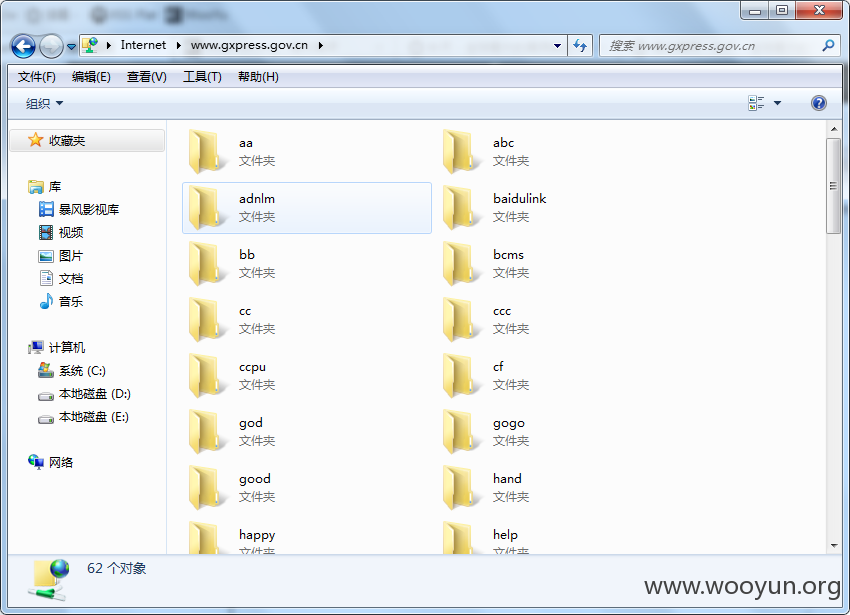 Internet www.gxpress.gov.cn
搜索 www.gxpress.gov.cn
文件(F) 编辑(E) 查看(V) 工具(T) 帮助(H)
组织
收藏夹
库
暴风影视库
视频
图片
文档
音乐
计算机
系统 (C:)
本地磁盘 (D:)
本地磁盘 (E:)
网络
aa
文件夹
abc
文件夹
adnlm
文件夹
baidulink
文件夹
bb
文件夹
bcms
文件夹
cc
文件夹
ccc
文件夹
ccpu
文件夹
cf
文件夹
god
文件夹
gogo
文件夹
good
文件夹
hand
文件夹
happy
文件夹
help
文件夹
62 个对象
www.wooyun.org